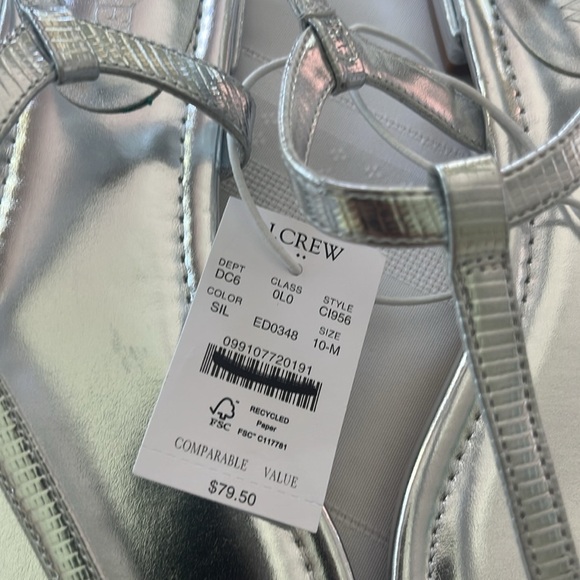 J.CREW
DEPT CLASS STYLE
DC6 0L0 CI956
COLOR SIZE
SIL ED0348 10-M
099107720191
FSC
RECYCLED
Paper
FSC® C117781
COMPARABLE VALUE
$79.50